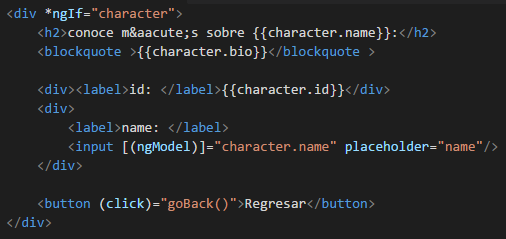 <div *ngIf="character">
<h2>conoce m&aacute;s sobre {{character.name}}:</h2>
<blockquote >{{character.bio}}</blockquote >
<div><label>id: </label>{{character.id}}</div>
<div>
<label>name: </label>
<input [(ngModel)]="character.name" placeholder="name"/>
</div>
<button (click)="goBack()">Regresar</button>
</div>